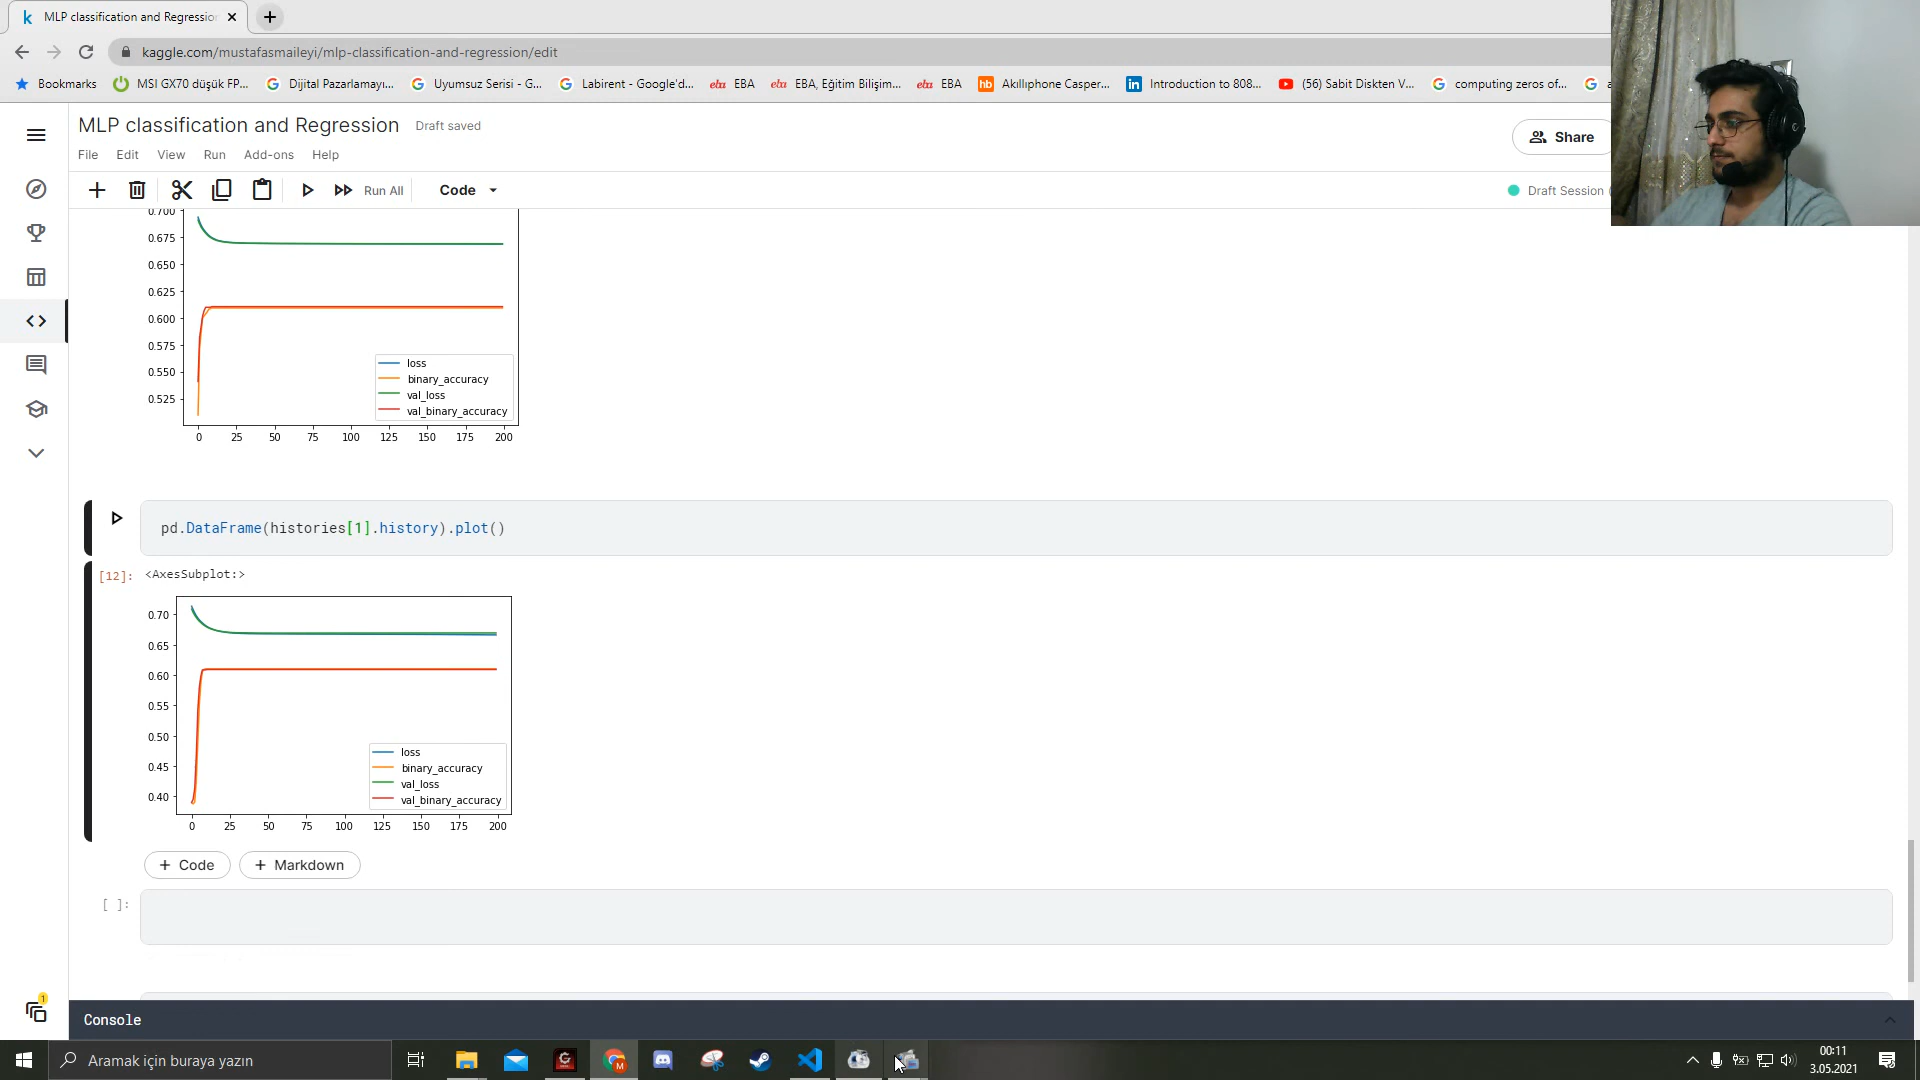 MLP classification and Regression
kaggle.com/mustafasmaileyi/mlp-classification-and-regression/edit
Bookmarks
MSI GX70 düşük FP...
Dijital Pazarlamayı...
Uyumsuz Serisi - G...
Labirent - Google'd...
EBA
EBA, Eğitim Bilişim...
EBA
Akıllıphone Casper...
Introduction to 808...
(56) Sabit Diskten V...
computing zeros of...
MLP classification and Regression
Draft saved
Share
File Edit View Run Add-ons Help
Run All
Code
Draft Session
0.700
0.675
0.650
0.625
0.600
0.575
0.550
0.525
loss
binary_accuracy
val_loss
val_binary_accuracy
0 25 50 75 100 125 150 175 200
pd.DataFrame(histories[1].history).plot()
[12]: <AxesSubplot:>
0.70
0.65
0.60
0.55
0.50
0.45
0.40
loss
binary_accuracy
val_loss
val_binary_accuracy
0 25 50 75 100 125 150 175 200
+ Code
+ Markdown
[ ]:
1
Console
Aramak için buraya yazın
00:11
3.05.2021